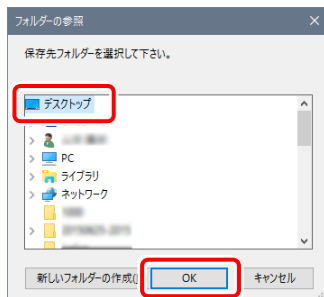 フォルダーの参照
保存先フォルダーを選択して下さい。
デスクトップ
PC
ライブラリ
ネットワーク
新しいフォルダーの作成( OK キャンセル